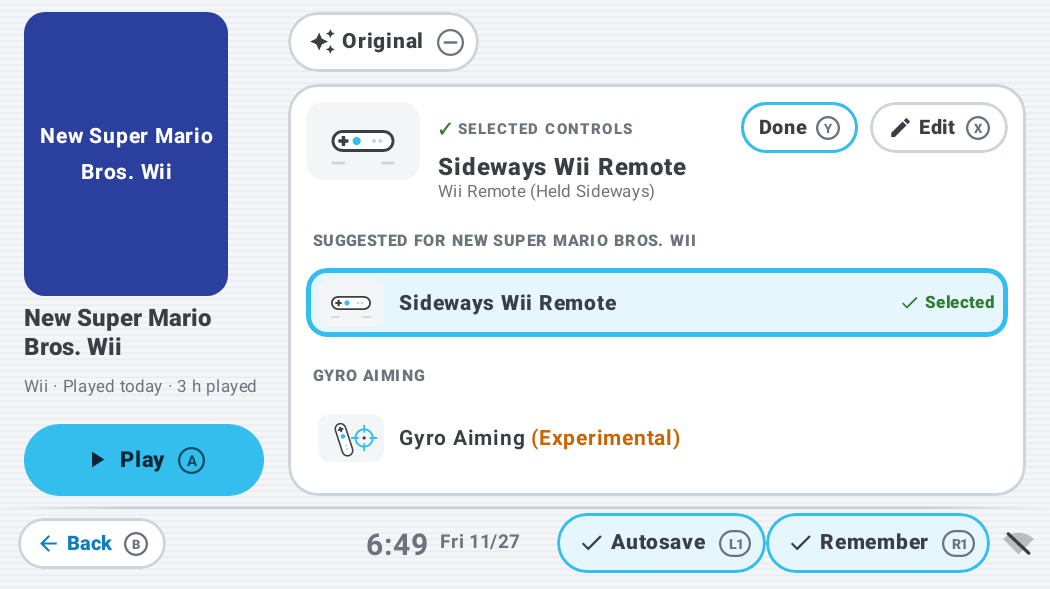 New Super Mario
Bros. Wii
New Super Mario
Bros. Wii
Wii · Played today · 3 h played
Play A
Original
✓ SELECTED CONTROLS
Sideways Wii Remote
Wii Remote (Held Sideways)
Done Y
Edit X
SUGGESTED FOR NEW SUPER MARIO BROS. WII
Sideways Wii Remote
Selected
GYRO AIMING
Gyro Aiming (Experimental)
Back B
6:49 Fri 11/27
Autosave L1
Remember R1